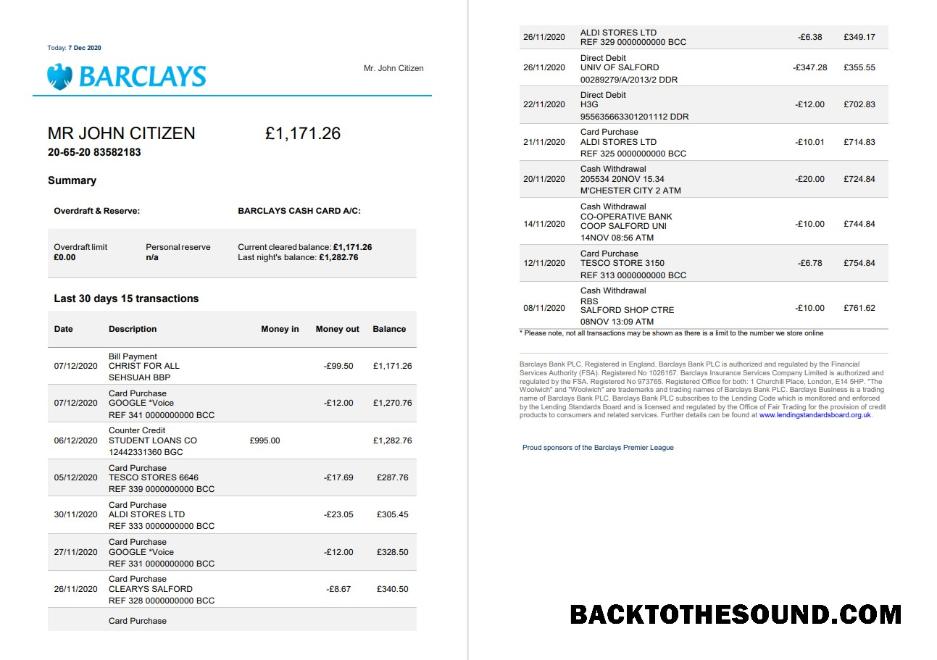 Today: 7 Dec 2020
BARCLAYS
Mr. John Citizen
MR JOHN CITIZEN £1,171.26
20-65-20 83582183
Summary
Overdraft & Reserve: BARCLAYS CASH CARD A/C:
Overdraft limit Personal reserve Current cleared balance: £1,171.26
£0.00 n/a Last night's balance: £1,282.76
Last 30 days 15 transactions
Date Description Money in Money out Balance
Bill Payment
07/12/2020 CHRIST FOR ALL -£99.50 £1,171.26
SEHSUAH BBP
Card Purchase
07/12/2020 GOOGLE *Voice -£12.00 £1,270.76
REF 341 0000000000 BCC
Counter Credit
06/12/2020 STUDENT LOANS CO £995.00 £1,282.76
12442331360 BGC
Card Purchase
05/12/2020 TESCO STORES 6646 -£17.69 £287.76
REF 339 0000000000 BCC
Card Purchase
30/11/2020 ALDI STORES LTD -£23.05 £305.45
REF 333 0000000000 BCC
Card Purchase
27/11/2020 GOOGLE *Voice -£12.00 £328.50
REF 331 0000000000 BCC
Card Purchase
26/11/2020 CLEARYS SALFORD -£8.67 £340.50
REF 328 0000000000 BCC
Card Purchase
26/11/2020 ALDI STORES LTD -£6.38 £349.17
REF 329 0000000000 BCC
Direct Debit
26/11/2020 UNIV OF SALFORD -£347.28 £355.55
00289279/A/2013/2 DDR
Direct Debit
22/11/2020 H3G -£12.00 £702.83
955635663301201112 DDR
Card Purchase
21/11/2020 ALDI STORES LTD -£10.01 £714.83
REF 325 0000000000 BCC
Cash Withdrawal
20/11/2020 205534 20NOV 15.34 -£20.00 £724.84
M'CHESTER CITY 2 ATM
Cash Withdrawal
14/11/2020 CO-OPERATIVE BANK -£10.00 £744.84
COOP SALFORD UNI
14NOV 08:56 ATM
Card Purchase
12/11/2020 TESCO STORE 3150 -£6.78 £754.84
REF 313 0000000000 BCC
Cash Withdrawal
08/11/2020 RBS -£10.00 £761.62
SALFORD SHOP CTRE
08NOV 13:09 ATM
* Please note, not all transactions may be shown as there is a limit to the number we store online
Barclays Bank PLC. Registered in England. Barclays Bank PLC is authorized and regulated by the Financial
Services Authority (FSA). Registered No 1026167. Barclays Insurance Services Company Limited is authorized and
regulated by the FSA. Registered No 973765. Registered Office for both: 1 Churchill Place, London, E14 5HP. "The
Woolwich" and "Woolwich" are trademarks and trading names of Barclays Bank PLC. Barclays Business is a trading
name of Barclays Bank PLC. Barclays Bank PLC subscribes to the Lending Code which is monitored and enforced
by the Lending Standards Board and is licensed and regulated by the Office of Fair Trading for the provision of credit
products to consumers and related services. Further details can be found at www.lendingstandardsboard.org.uk.
Proud sponsors of the Barclays Premier League
BACKTOTHESOUND.COM